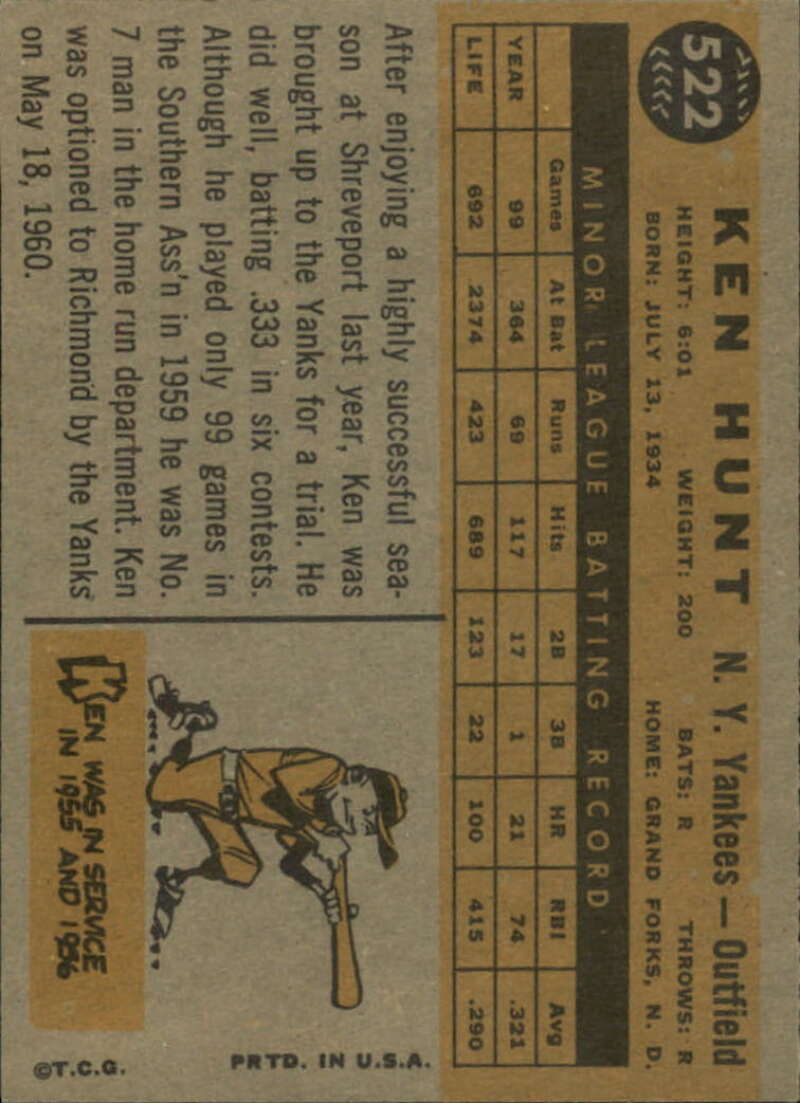 522
KEN HUNT N. Y. Yankees — Outfield
HEIGHT: 6:01 WEIGHT: 200 BATS: R THROWS: R
BORN: JULY 13, 1934 HOME: GRAND FORKS, N. D.
MINOR LEAGUE BATTING RECORD
Games At Bat Runs Hits 2B 3B HR RBI Avg
YEAR 99 364 69 117 17 1 21 74 .321
LIFE 692 2374 423 689 123 22 100 415 .290
After enjoying a highly successful sea-
son at Shreveport last year, Ken was
brought up to the Yanks for a trial. He
did well, batting .333 in six contests.
Although he played only 99 games in
the Southern Ass'n in 1959 he was No.
7 man in the home run department. Ken
was optioned to Richmond by the Yanks
on May 18, 1960.
KEN WAS IN SERVICE
IN 1955 AND 1956
PRTD. IN U.S.A.
©T.C.G.